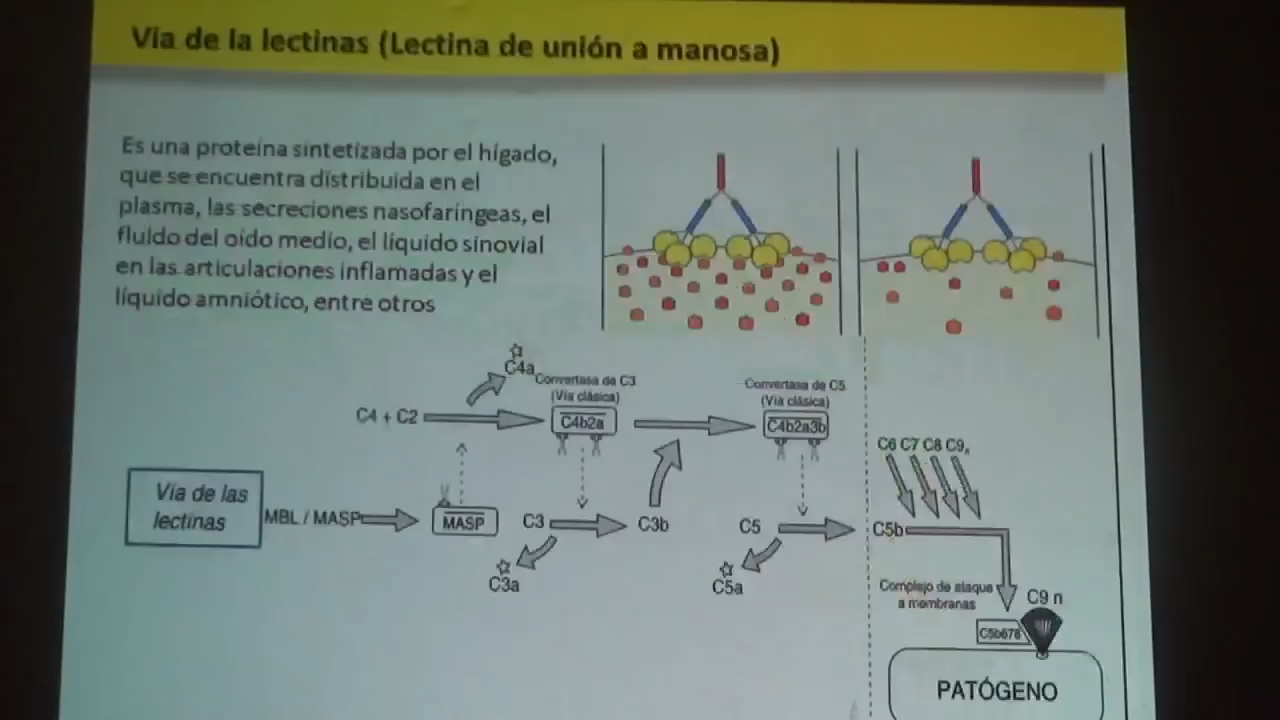 Via de la lectinas (Lectina de unión a manosa)
Es una proteína sintetizada por el hígado,
que se encuentra distribuida en el
plasma, las secreciones nasofaríngeas, el
fluido del oído medio, el líquido sinovial
en las articulaciones inflamadas y el
líquido amniótico, entre otros
C4a
Convertasa de C3
(Vía clásica)
Convertasa de C5
(Vía clásica)
C4 + C2
C4b2a
C4b2a3b
C6 C7 C8 C9n
Vía de las
lectinas
MBL / MASP
MASP
C3
C3b
C5
C5b
C3a
C5a
Complejo de ataque
a membranas
C9 n
C5b678
PATÓGENO